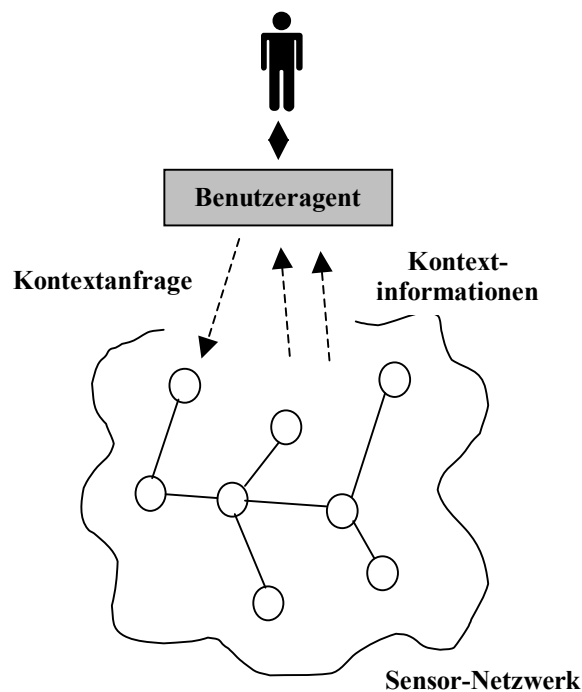 Benutzeragent
Kontextanfrage
Kontext-
informationen
Sensor-Netzwerk